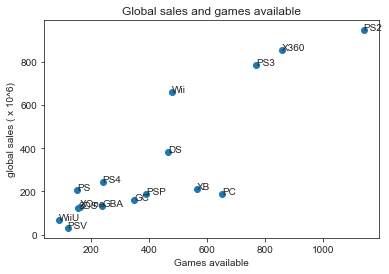 Global sales and games available
global sales ( x 10^6)
800
600
400
200
0
PS2
X360
PS3
Wii
DS
PS4
PS
XB
PC
PSP
GC
GBA
XOne
WiiU
PSV
200
400
600
800
1000
Games available